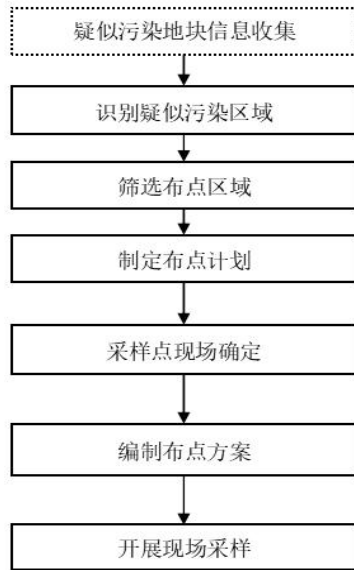 疑似污染地块信息收集
识别疑似污染区域
筛选布点区域
制定布点计划
采样点现场确定
编制布点方案
开展现场采样